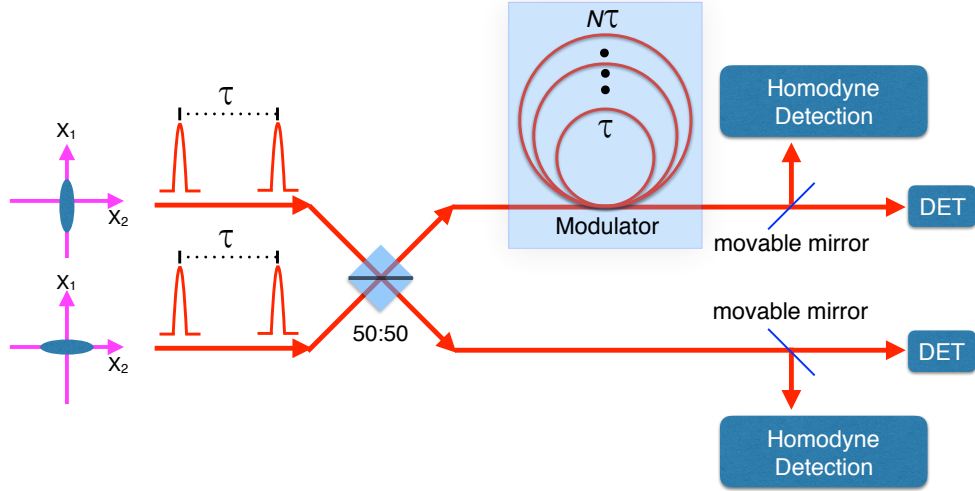 Nτ
τ
Modulator
X₁
X₂
τ
X₁
X₂
τ
50:50
Homodyne
Detection
DET
movable mirror
movable mirror
DET
Homodyne
Detection